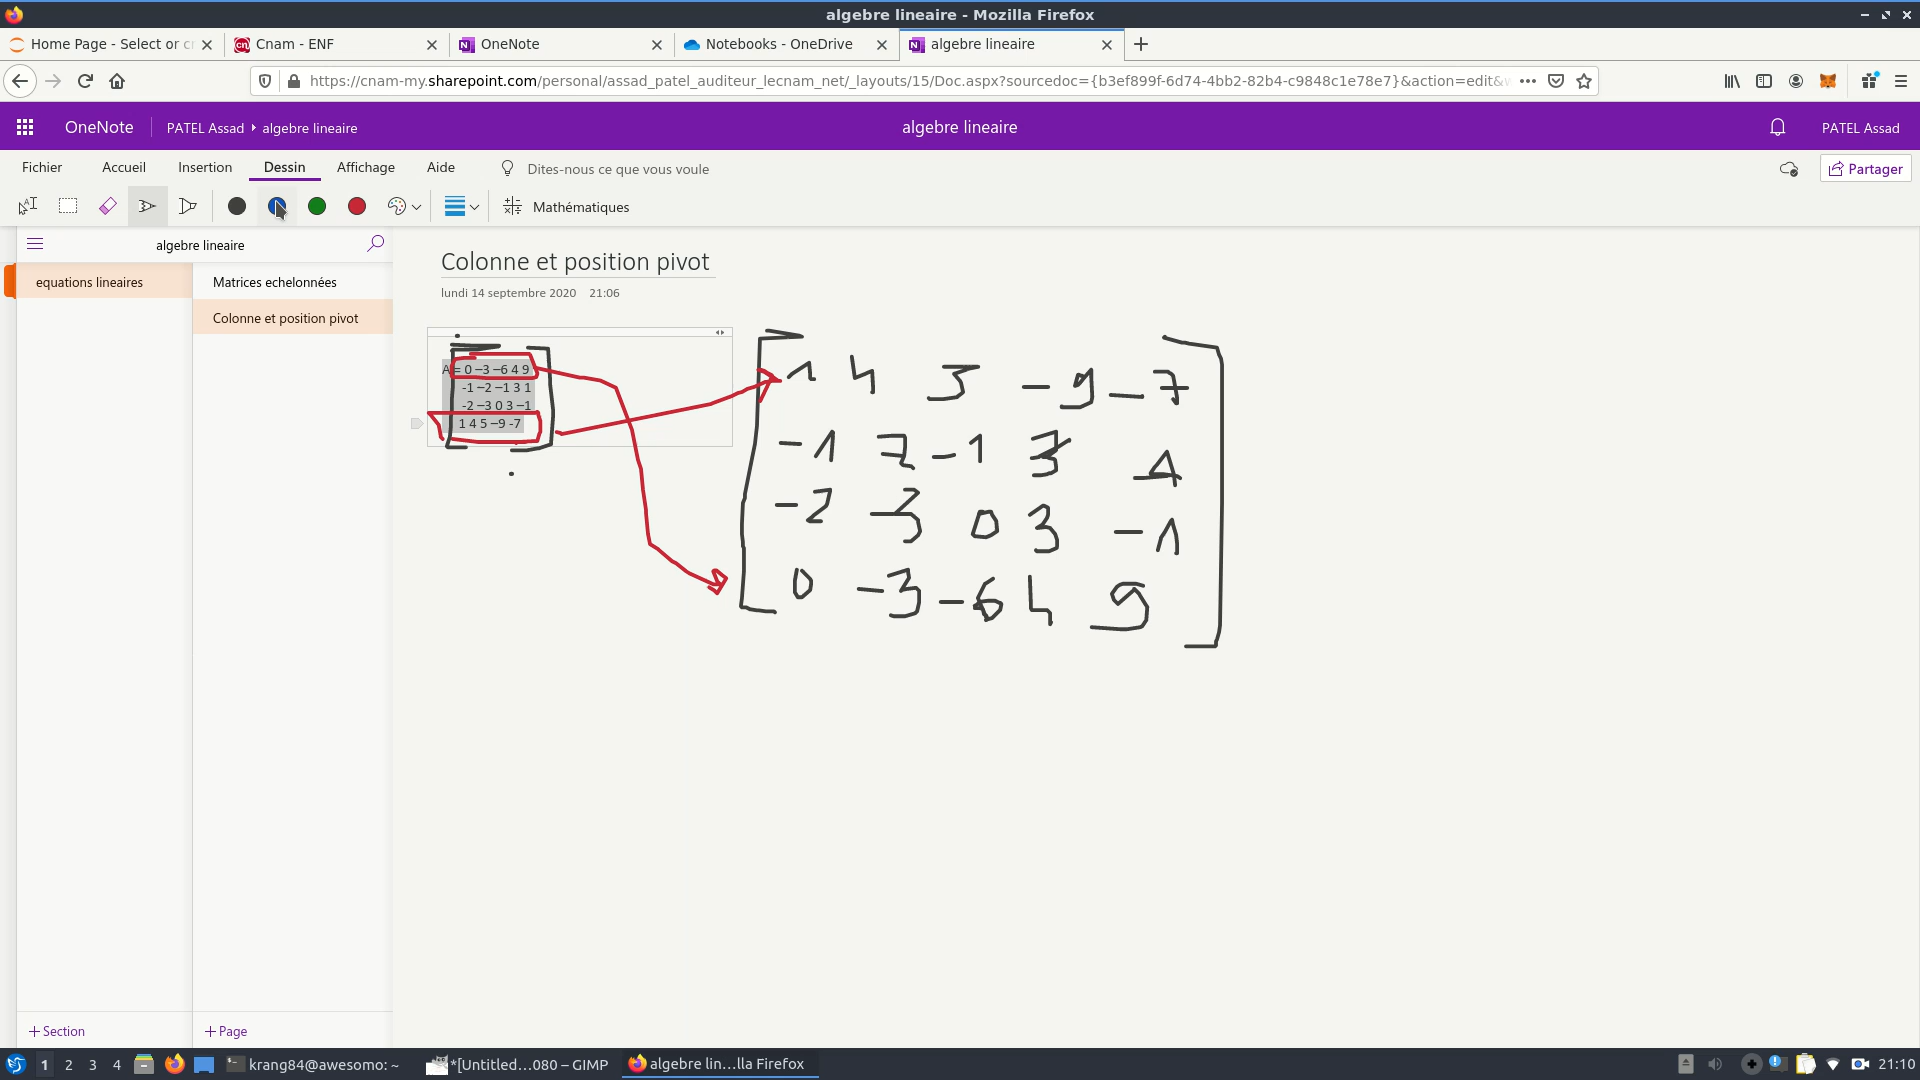 algebre lineaire - Mozilla Firefox
Home Page - Select or cr
Cnam - ENF
OneNote
Notebooks - OneDrive
algebre lineaire
https://cnam-my.sharepoint.com/personal/assad_patel_auditeur_lecnam_net/_layouts/15/Doc.aspx?sourcedoc={b3ef899f-6d74-4bb2-82b4-c9848c1e78e7}&action=edit&w
OneNote
PATEL Assad
algebre lineaire
algebre lineaire
PATEL Assad
Fichier
Accueil
Insertion
Dessin
Affichage
Aide
Dites-nous ce que vous voule
Partager
Mathématiques
algebre lineaire
equations lineaires
Matrices echelonnées
Colonne et position pivot
Colonne et position pivot
lundi 14 septembre 2020 21:06
A = 0 −3 −6 4 9
-1 −2 −1 3 1
-2 −3 0 3 −1
1 4 5 −9 -7
1 4 5 -9 -7
-1 2 -1 3 1
-2 -3 0 3 -1
0 -3 -6 4 9
+ Section
+ Page
1 2 3 4
krang84@awesomo: ~
*[Untitled...080 – GIMP
algebre lin...lla Firefox
21:10